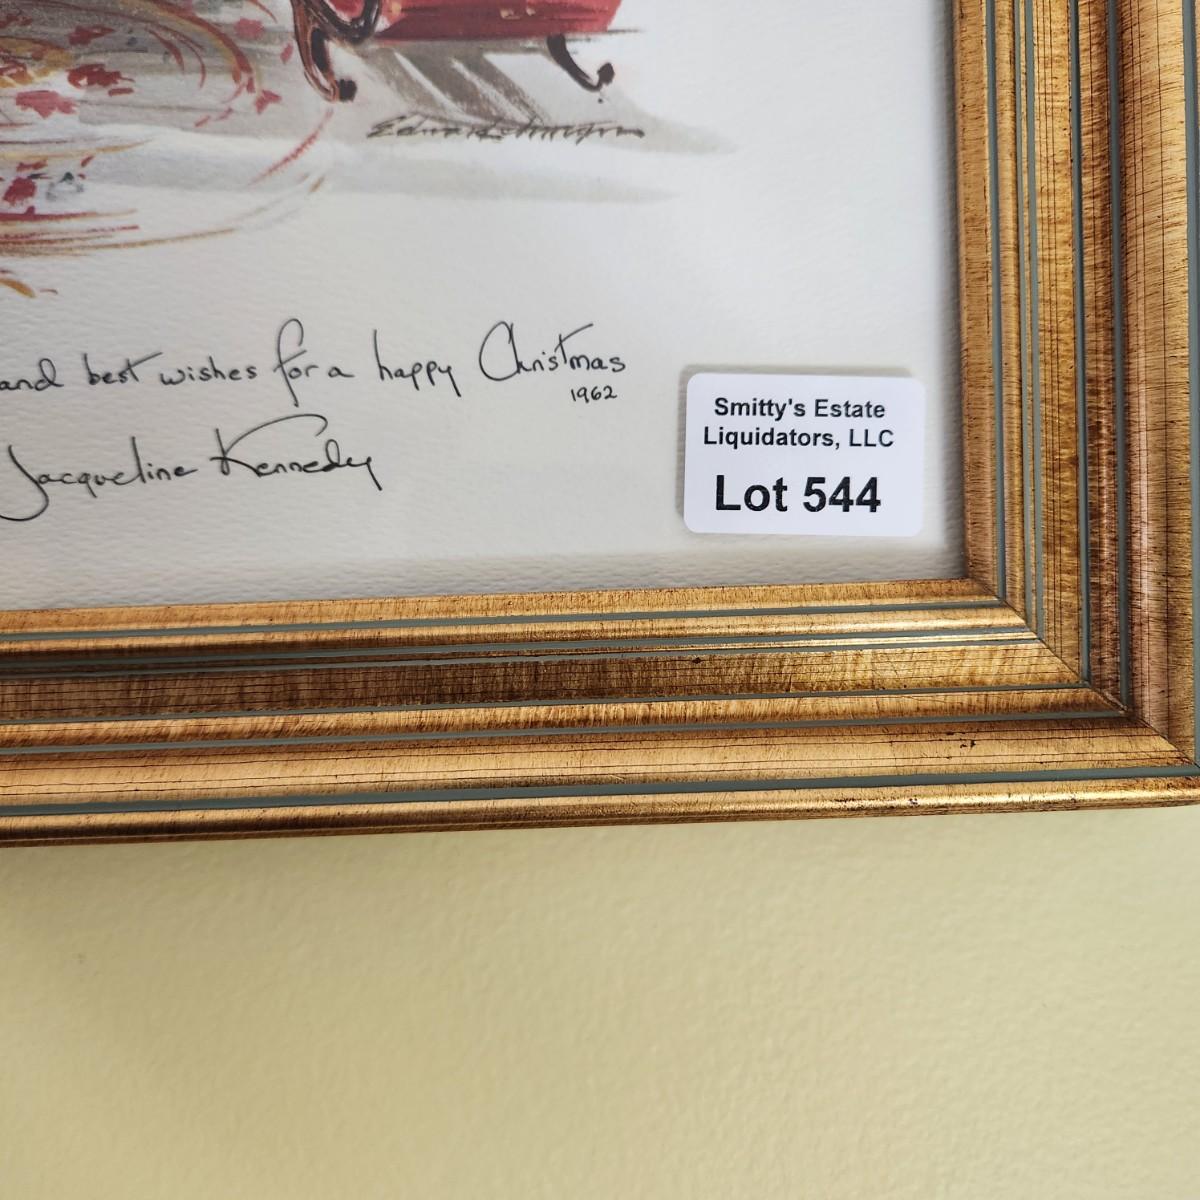 and best wishes for a happy Christmas
1962
Jacqueline Kennedy
Smitty's Estate
Liquidators, LLC
Lot 544